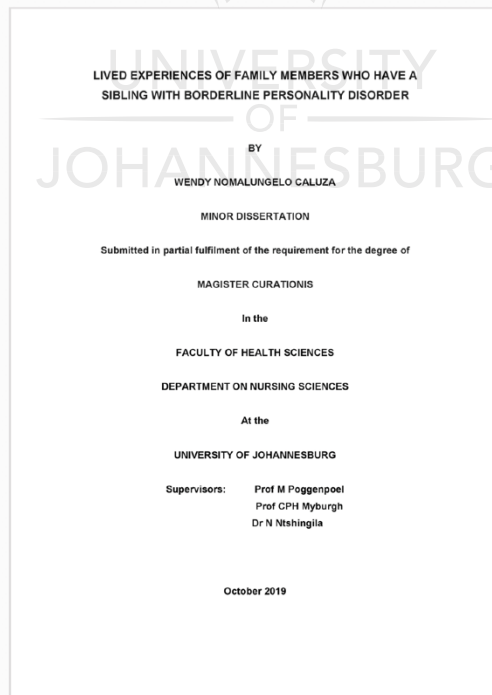 UNIVERSITY
LIVED EXPERIENCES OF FAMILY MEMBERS WHO HAVE A
SIBLING WITH BORDERLINE PERSONALITY DISORDER
OF
BY
JOHANNESBURG
WENDY NOMALUNGELO CALUZA
MINOR DISSERTATION
Submitted in partial fulfilment of the requirement for the degree of
MAGISTER CURATIONIS
In the
FACULTY OF HEALTH SCIENCES
DEPARTMENT ON NURSING SCIENCES
At the
UNIVERSITY OF JOHANNESBURG
Supervisors: Prof M Poggenpoel
Prof CPH Myburgh
Dr N Ntshingila
October 2019